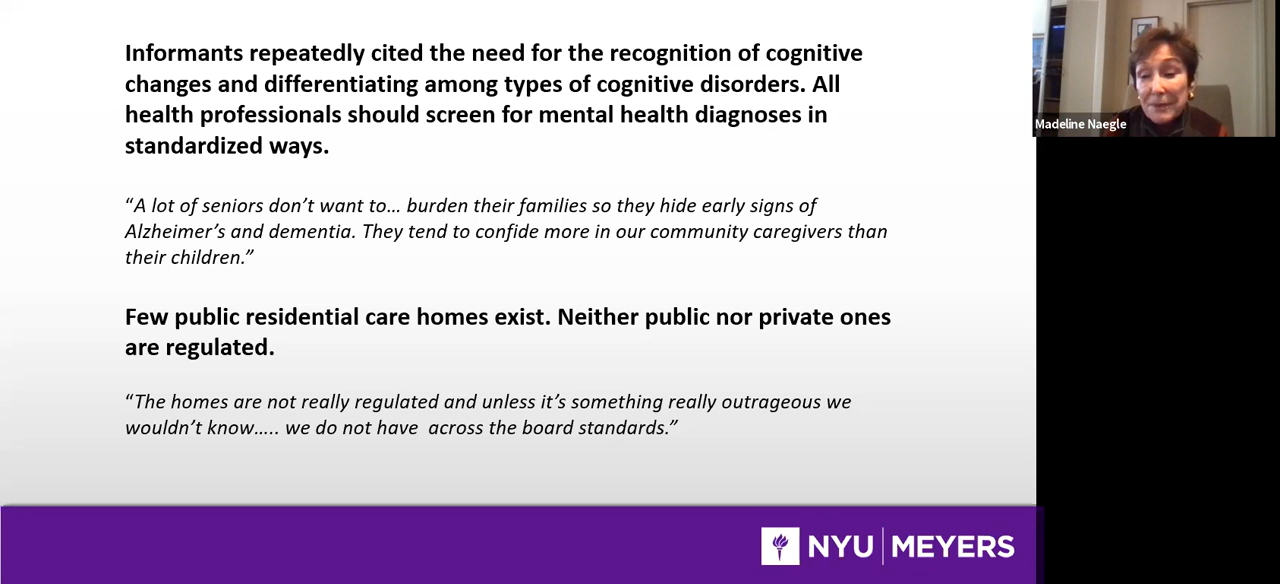 Informants repeatedly cited the need for the recognition of cognitive
changes and differentiating among types of cognitive disorders. All
health professionals should screen for mental health diagnoses in
standardized ways.
“A lot of seniors don’t want to… burden their families so they hide early signs of
Alzheimer’s and dementia. They tend to confide more in our community caregivers than
their children.”
Few public residential care homes exist. Neither public nor private ones
are regulated.
“The homes are not really regulated and unless it’s something really outrageous we
wouldn’t know….. we do not have  across the board standards.”
Madeline Naegle
NYU | MEYERS